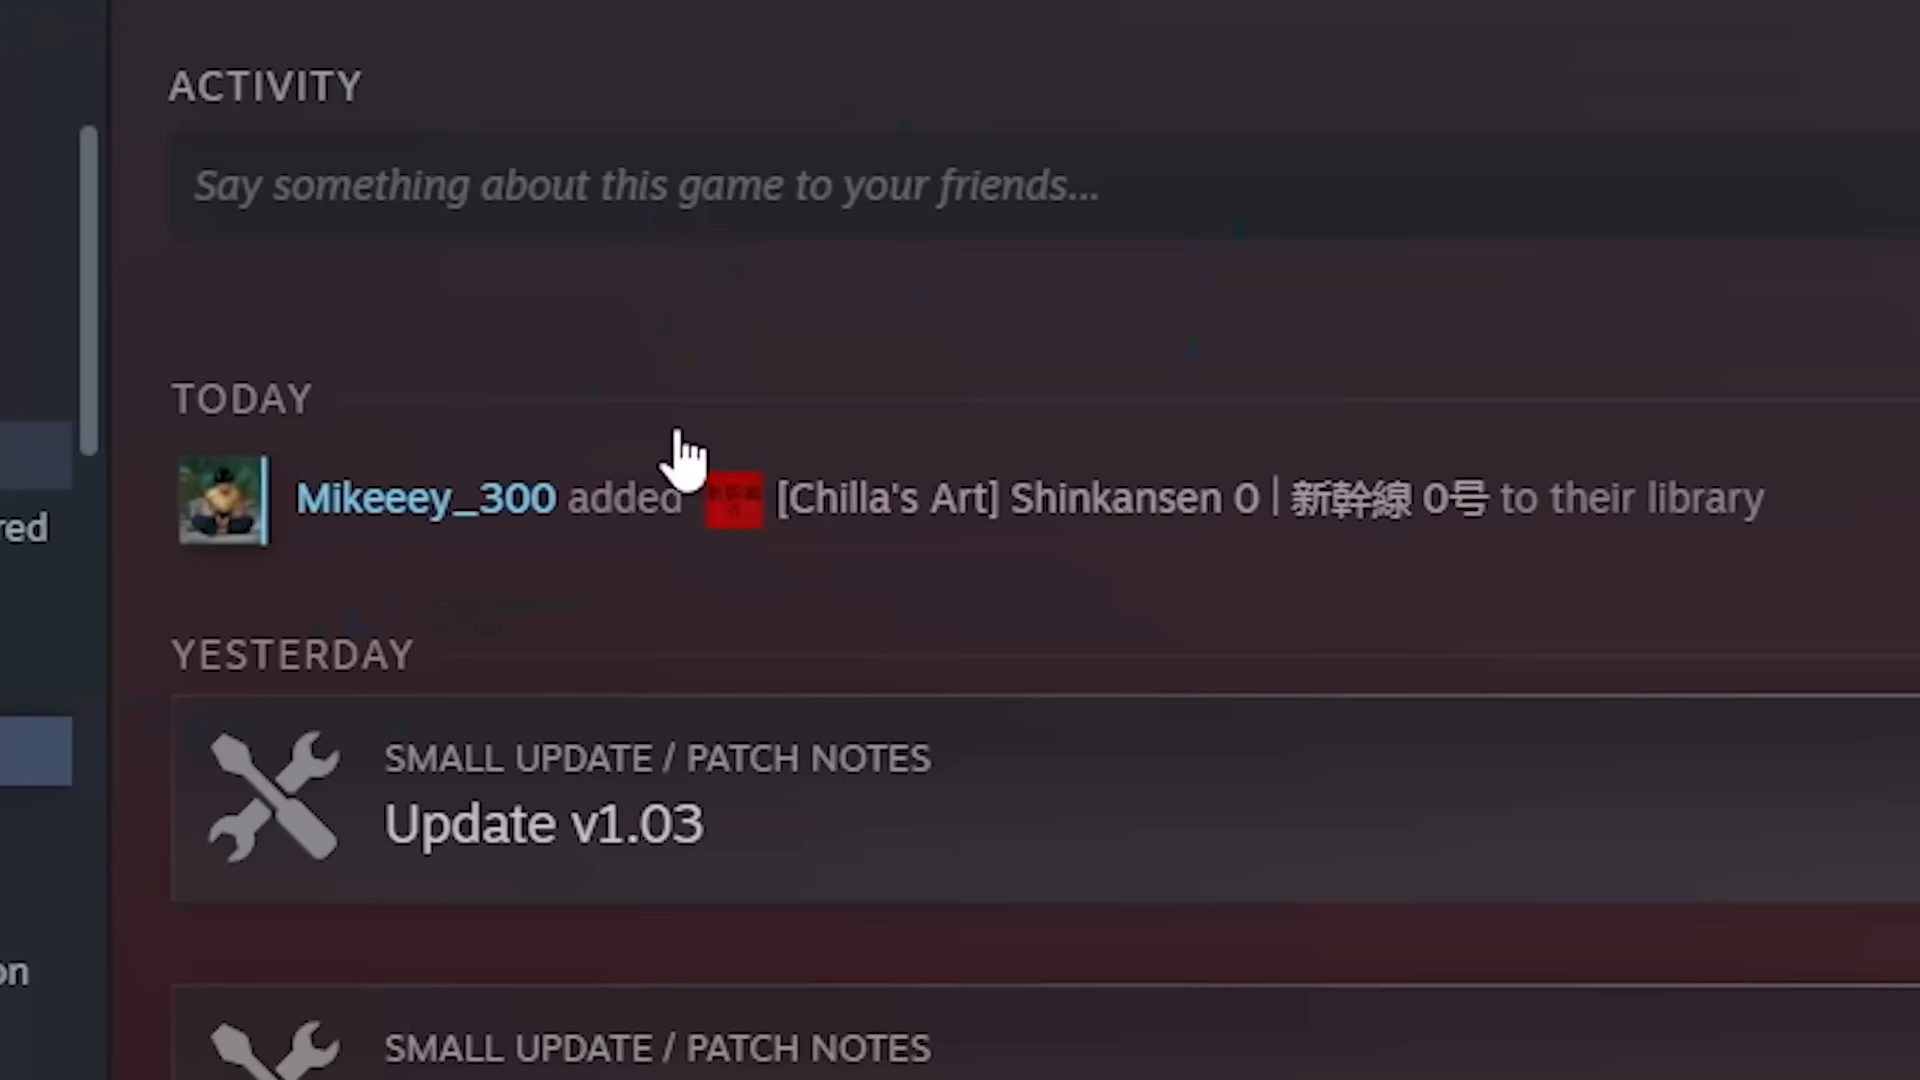 ACTIVITY
Say something about this game to your friends...
TODAY
Mikeeey_300 added [Chilla's Art] Shinkansen 0 | 新幹線 0号 to their library
red
YESTERDAY
SMALL UPDATE / PATCH NOTES
Update v1.03
on
SMALL UPDATE / PATCH NOTES